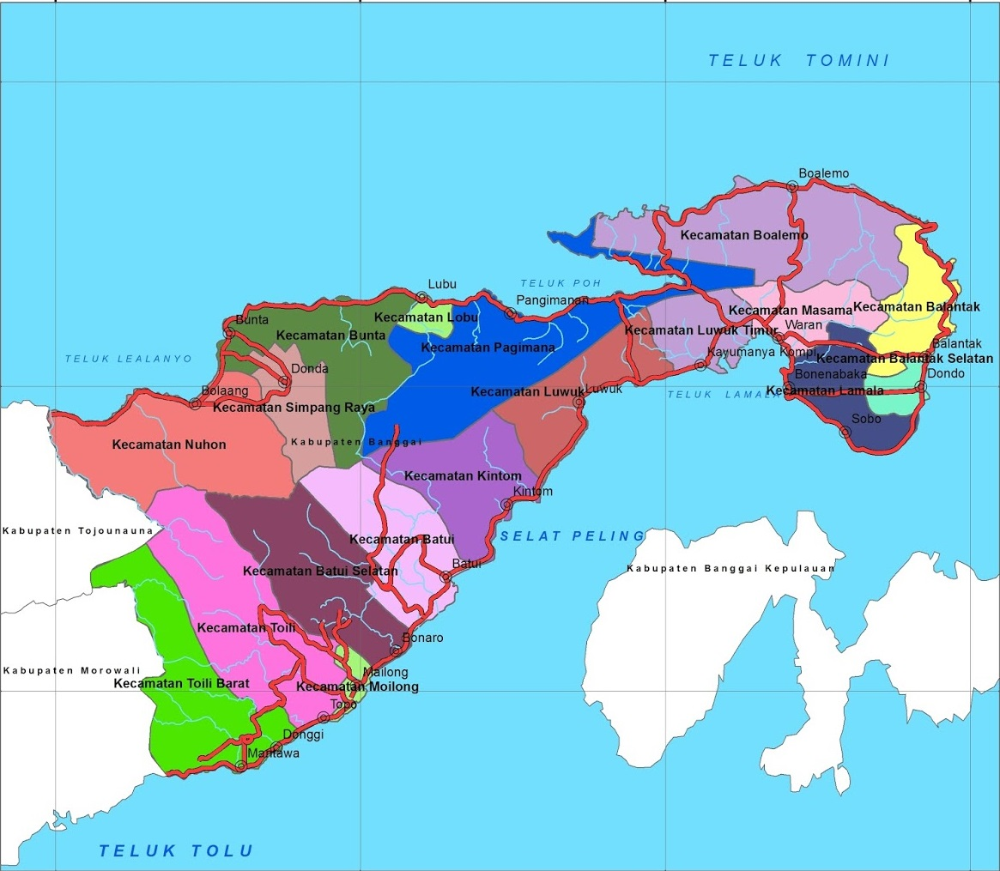 TELUK TOMINI
Boalemo
Kecamatan Boalemo
TELUK POH
Lubu
Pangimanan
Kecamatan Masama
Kecamatan Balantak
Bunta
Kecamatan Lobu
Kecamatan Bunta
Kecamatan Luwuk Timur
Waran
Kecamatan Pagimana
Balantak
TELUK LEALANYO
Kayumanya
Kompi
Kecamatan Balantak Selatan
Donda
Bonenabaka
Dondo
Bolaang
Kecamatan Luwuk
Luwuk
TELUK LAMALA
Kecamatan Lamala
Kecamatan Simpang Raya
Sobo
Kecamatan Nuhon
Kabupaten Banggai
Kecamatan Kintom
Kintom
Kabupaten Tojounauna
Kecamatan Batui
SELAT PELING
Batui
Kecamatan Batui Selatan
Kabupaten Banggai Kepulauan
Kecamatan Toili
Bonaro
Kabupaten Morowali
Mailong
Kecamatan Toili Barat
Kecamatan Moilong
Topo
Donggi
Mantawa
TELUK TOLU